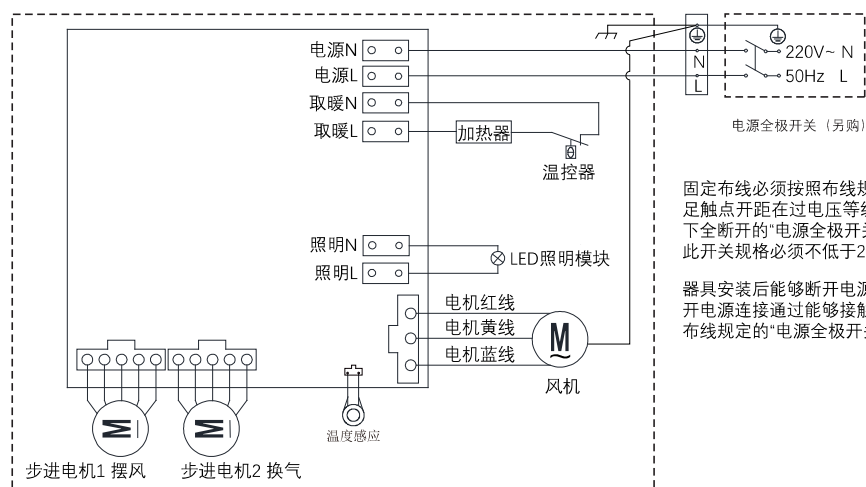 电源N
电源L
取暖N
取暖L
加热器
温控器
照明N
照明L
LED照明模块
电机红线
电机黄线
电机蓝线
M
~
风机
温度感应
M
M
步进电机1 摆风
步进电机2 换气
N
L
220V~ N
50Hz L
电源全极开关（另购）
固定布线必须按照布线规
足触点开距在过电压等级
下全断开的“电源全极开关
此开关规格必须不低于2
器具安装后能够断开电源
开电源连接通过能够接触
布线规定的“电源全极开关